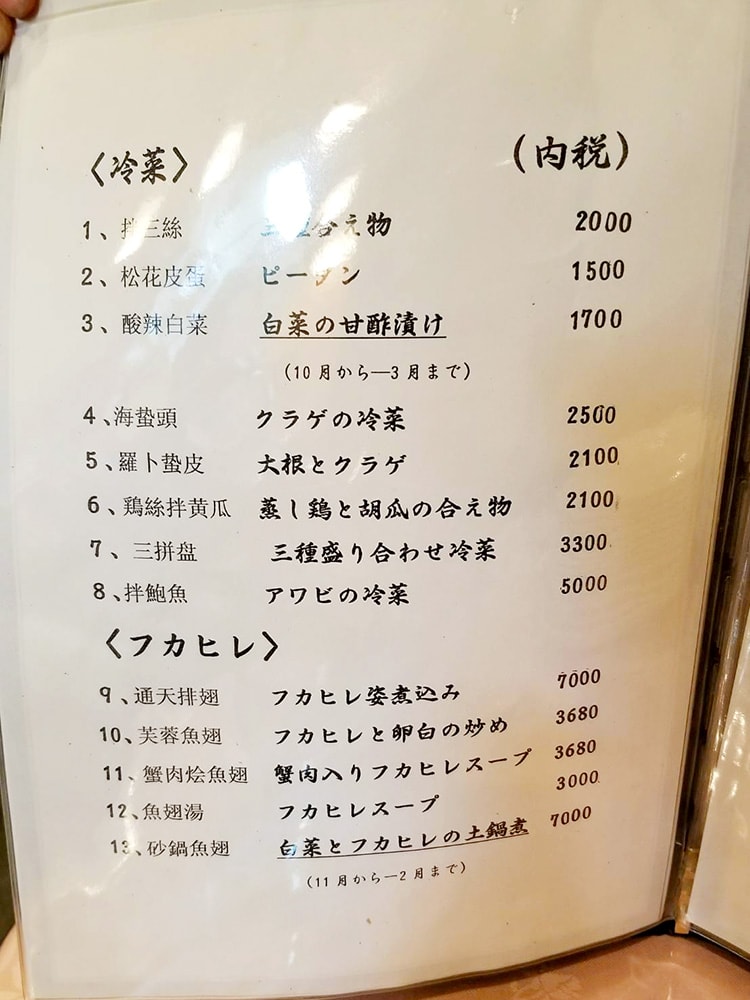 〈冷菜〉 (内税)
1、拌三絲 三種合え物 2000
2、松花皮蛋 ピータン 1500
3、酸辣白菜 白菜の甘酢漬け 1700
(10月から―3月まで)
4、海蛰頭 クラゲの冷菜 2500
5、羅卜蛰皮 大根とクラゲ 2100
6、鶏絲拌黄瓜 蒸し鶏と胡瓜の合え物 2100
7、三拼盘 三種盛り合わせ冷菜 3300
8、拌鮑魚 アワビの冷菜 5000
〈フカヒレ〉
9、通天排翅 フカヒレ姿煮込み 7000
10、芙蓉魚翅 フカヒレと卵白の炒め 3680
11、蟹肉烩魚翅 蟹肉入りフカヒレスープ 3680
12、魚翅湯 フカヒレスープ 3000
13、砂鍋魚翅 白菜とフカヒレの土鍋煮 7000
(11月から―2月まで)